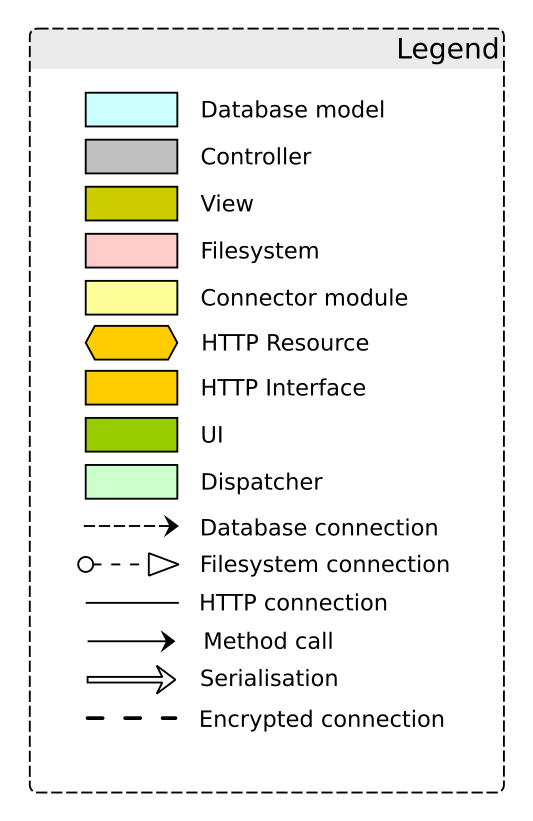 Legend
Database model
Controller
View
Filesystem
Connector module
HTTP Resource
HTTP Interface
UI
Dispatcher
Database connection
Filesystem connection
HTTP connection
Method call
Serialisation
Encrypted connection